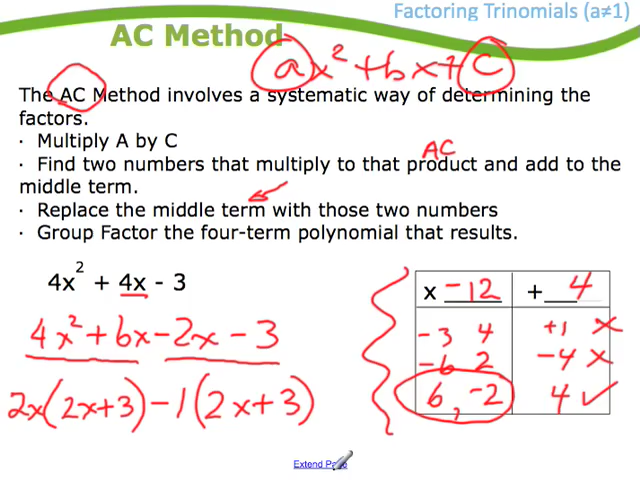 Factoring Trinomials (a≠1)
AC Method
ax² + bx + C
The AC Method involves a systematic way of determining the
factors.
· Multiply A by C
AC
· Find two numbers that multiply to that product and add to the
middle term.
· Replace the middle term with those two numbers
· Group Factor the four-term polynomial that results.
4x² + 4x - 3
4x² + 6x - 2x - 3
2x(2x+3) - 1(2x+3)
x -12 + 4
-3 4 +1 x
-6 2 -4 x
6, -2 4 ✓
Extend Page